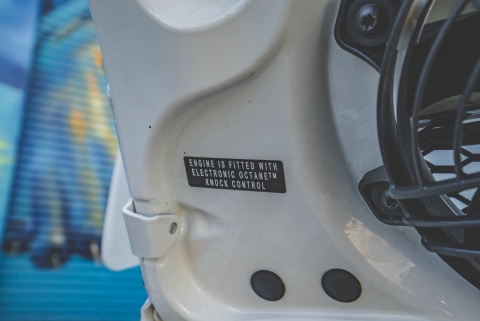 ENGINE IS FITTED WITH
ELECTRONIC OCTANE™
KNOCK CONTROL